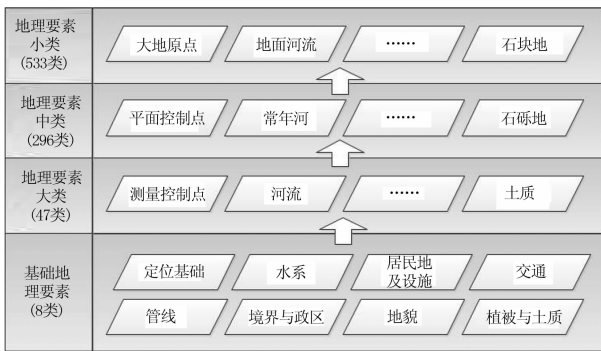 地理要素
小类
(533类)
大地原点
地面河流
……
石块地
地理要素
中类
(296类)
平面控制点
常年河
……
石砾地
地理要素
大类
(47类)
测量控制点
河流
……
土质
基础地
理要素
(8类)
定位基础
水系
居民地
及设施
交通
管线
境界与政区
地貌
植被与土质